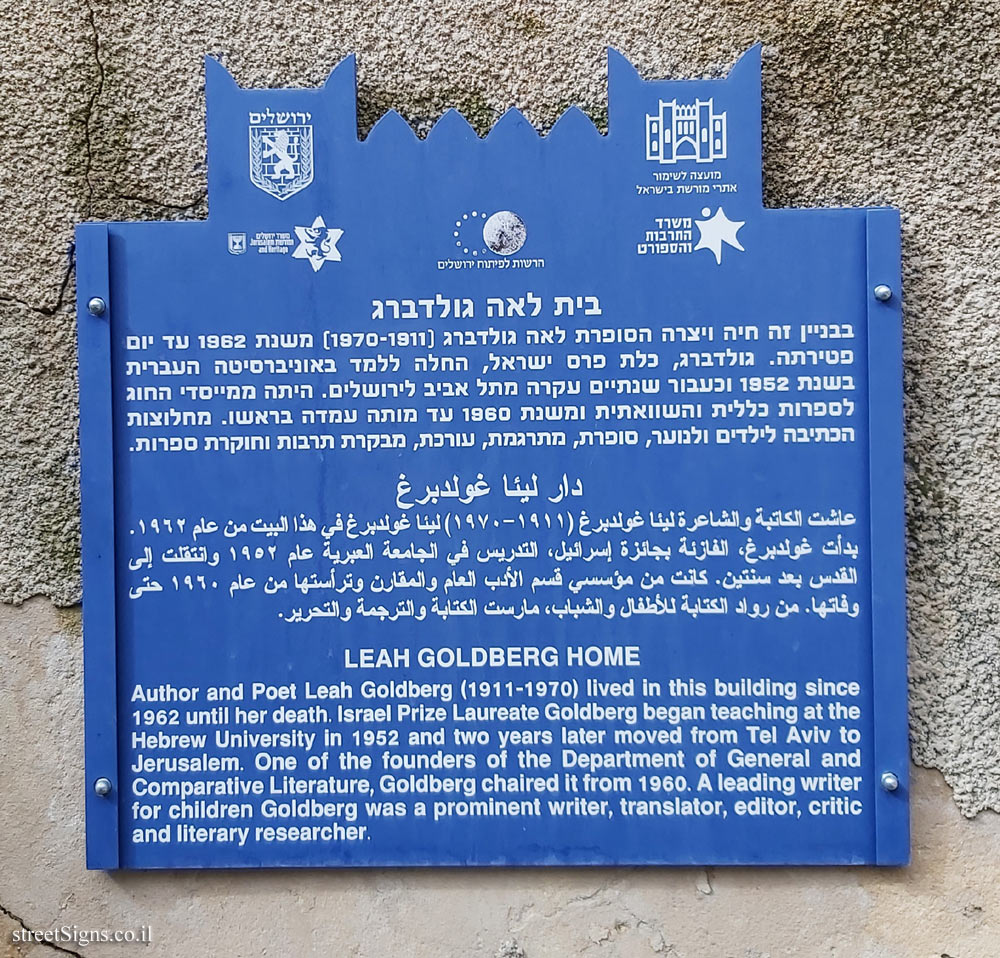 ירושלים
מועצה לשימור
אתרי מורשת בישראל
משרד ירושלים
ומורשת ישראל
Jerusalem
and Heritage
הרשות לפיתוח ירושלים
משרד
התרבות
והספורט
בית לאה גולדברג
בבניין זה חיה ויצרה הסופרת לאה גולדברג (1970-1911) משנת 1962 עד יום
פטירתה. גולדברג, כלת פרס ישראל, החלה ללמד באוניברסיטה העברית
בשנת 1952 וכעבור שנתיים עקרה מתל אביב לירושלים. היתה ממייסדי החוג
לספרות כללית והשוואתית ומשנת 1960 עד מותה עמדה בראשו. מחלוצות
הכתיבה לילדים ולנוער, סופרת, מתרגמת, עורכת, מבקרת תרבות וחוקרת ספרות.
دار ليئا غولدبرغ
عاشت الكاتبة والشاعرة ليئا غولدبرغ (١٩١١-١٩٧٠) ليئا غولدبرغ في هذا البيت من عام ١٩٦٢.
بدأت غولدبرغ، الفازئة بجائزة إسرائيل، التدريس في الجامعة العبرية عام ١٩٥٢ وانتقلت إلى
القدس بعد سنتين. كانت من مؤسسي قسم الأدب العام والمقارن وترأستها من عام ١٩٦٠ حتى
وفاتها. من رواد الكتابة للأطفال والشباب، مارست الكتابة والترجمة والتحرير.
LEAH GOLDBERG HOME
Author and Poet Leah Goldberg (1911-1970) lived in this building since
1962 until her death. Israel Prize Laureate Goldberg began teaching at the
Hebrew University in 1952 and two years later moved from Tel Aviv to
Jerusalem. One of the founders of the Department of General and
Comparative Literature, Goldberg chaired it from 1960. A leading writer
for children Goldberg was a prominent writer, translator, editor, critic
and literary researcher.
streetSigns.co.il